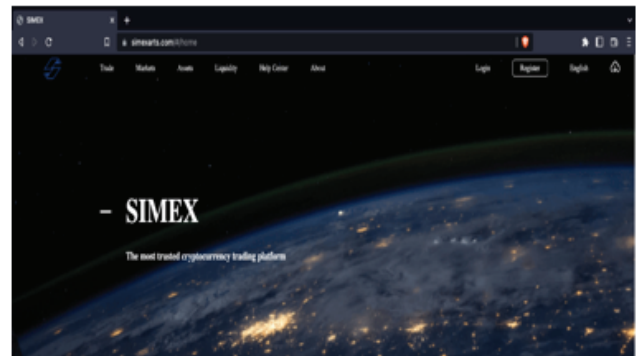 SIMEX
simexarts.com/#/home
Trade Markets Assets Liquidity Help Center About Login Register English
SIMEX
The most trusted cryptocurrency trading platform